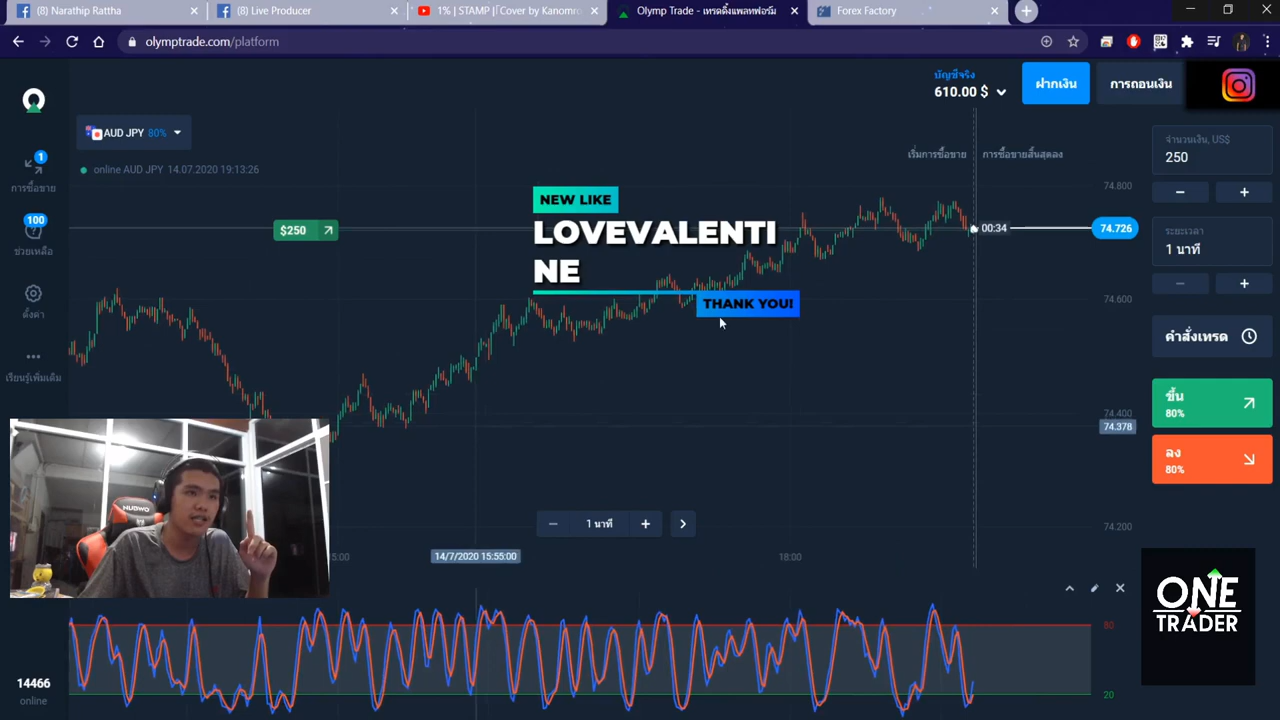 (8) Narathip Rattha
(8) Live Producer
1% | STAMP |「Cover by Kanomro
Olymp Trade - เทรดดิ้งแพลทฟอร์ม
Forex Factory
olymptrade.com/platform
บัญชีจริง
610.00 $
ฝากเงิน
การถอนเงิน
AUD JPY 80%
online AUD JPY 14.07.2020 19:13:26
เริ่มการซื้อขาย
การซื้อขายสิ้นสุดลง
จำนวนเงิน, US$
250
1
การซื้อขาย
100
ช่วยเหลือ
ตั้งค่า
เรียนรู้เพิ่มเติม
74.800
NEW LIKE
LOVEVALENTI
NE
THANK YOU!
$250
00:34
74.726
ระยะเวลา
1 นาที
74.600
คำสั่งเทรด
ขึ้น
80%
74.400
74.378
ลง
80%
74.200
1 นาที
5:00
14/7/2020 15:55:00
18:00
HUBWO
ONE
TRADER
80
20
14466
online